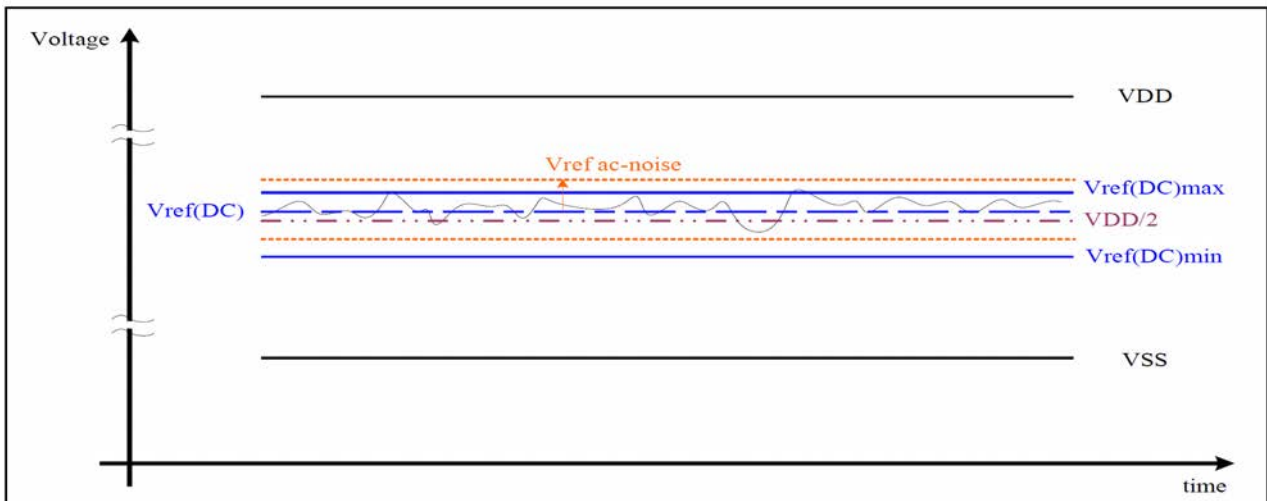 Voltage
VDD
Vref ac-noise
Vref(DC)max
Vref(DC)
VDD/2
Vref(DC)min
VSS
time